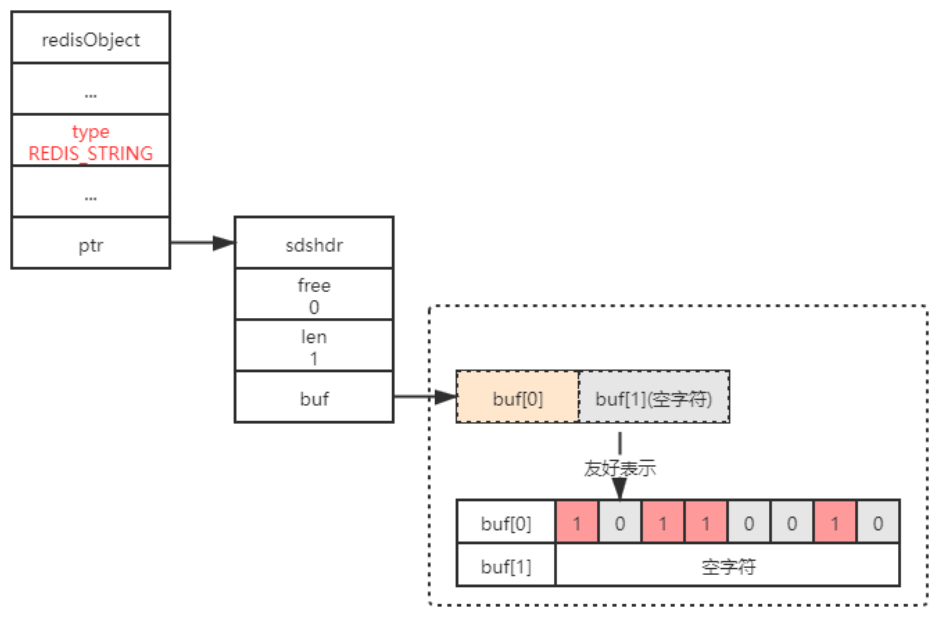 redisObject
...
type
REDIS_STRING
...
ptr
sdshdr
free
0
len
1
buf
buf[0] buf[1](空字符)
友好表示
buf[0] 1 0 1 1 0 0 1 0
buf[1] 空字符